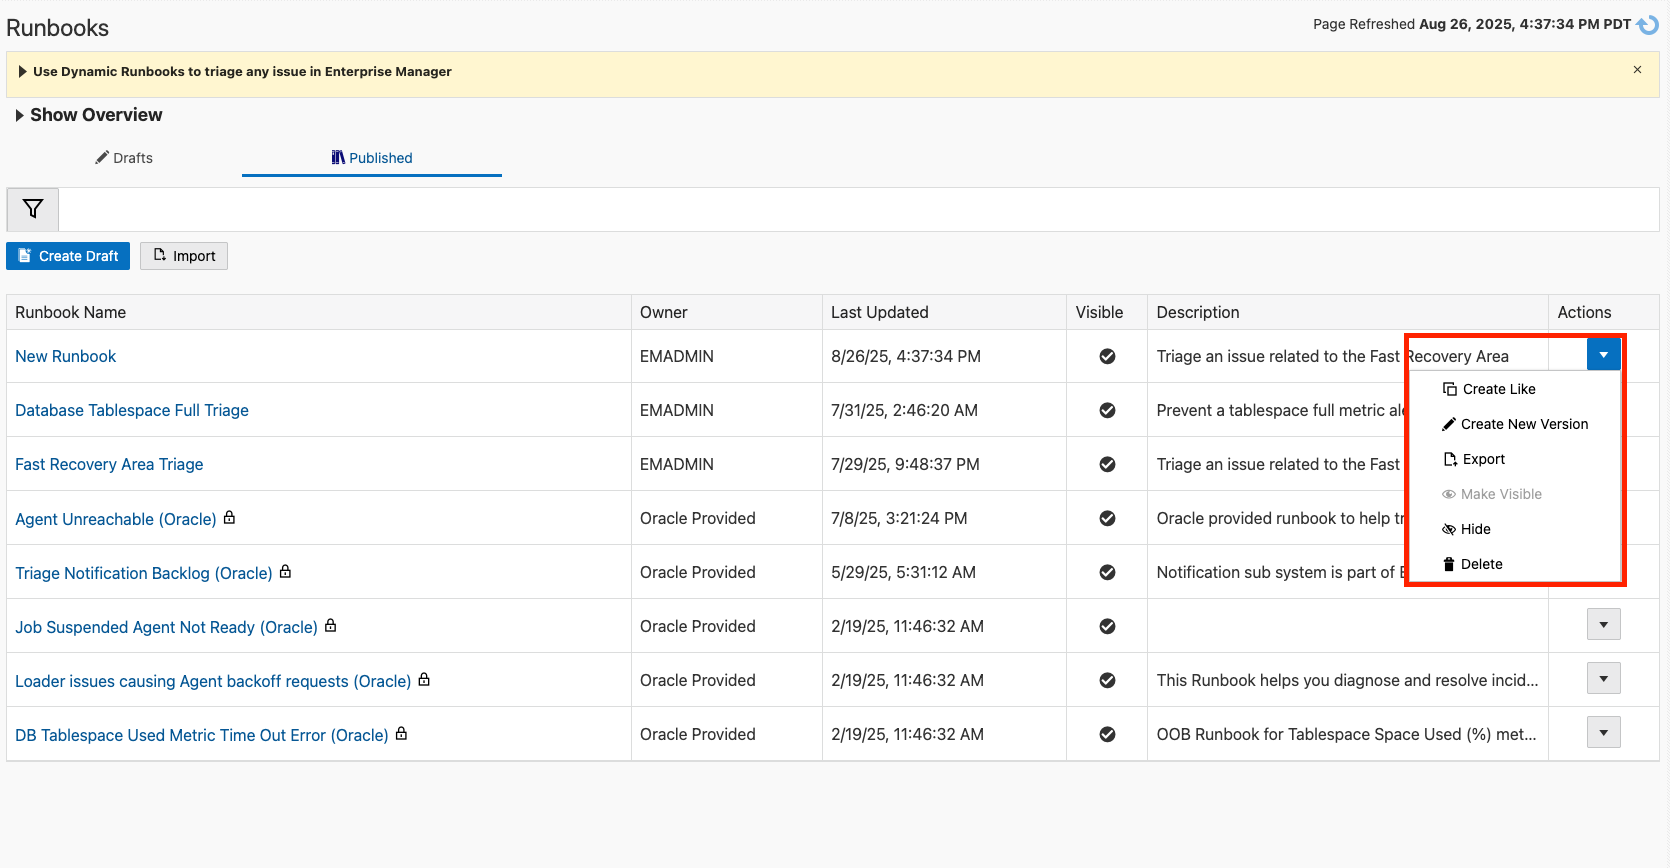 Runbooks
Page Refreshed Aug 26, 2025, 4:37:34 PM PDT
Use Dynamic Runbooks to triage any issue in Enterprise Manager
Show Overview
Drafts Published
Create Draft Import
Runbook Name Owner Last Updated Visible Description Actions
New Runbook EMADMIN 8/26/25, 4:37:34 PM Triage an issue related to the Fast Recovery Area
Database Tablespace Full Triage EMADMIN 7/31/25, 2:46:20 AM Prevent a tablespace full metric
Fast Recovery Area Triage EMADMIN 7/29/25, 9:48:37 PM Triage an issue related to the Fast
Agent Unreachable (Oracle) Oracle Provided 7/8/25, 3:21:24 PM Oracle provided runbook to help
Triage Notification Backlog (Oracle) Oracle Provided 5/29/25, 5:31:12 AM Notification sub system is part of
Job Suspended Agent Not Ready (Oracle) Oracle Provided 2/19/25, 11:46:32 AM
Loader issues causing Agent backoff requests (Oracle) Oracle Provided 2/19/25, 11:46:32 AM This Runbook helps you diagnose and resolve incid...
DB Tablespace Used Metric Time Out Error (Oracle) Oracle Provided 2/19/25, 11:46:32 AM OOB Runbook for Tablespace Space Used (%) met...
Create Like
Create New Version
Export
Make Visible
Hide
Delete